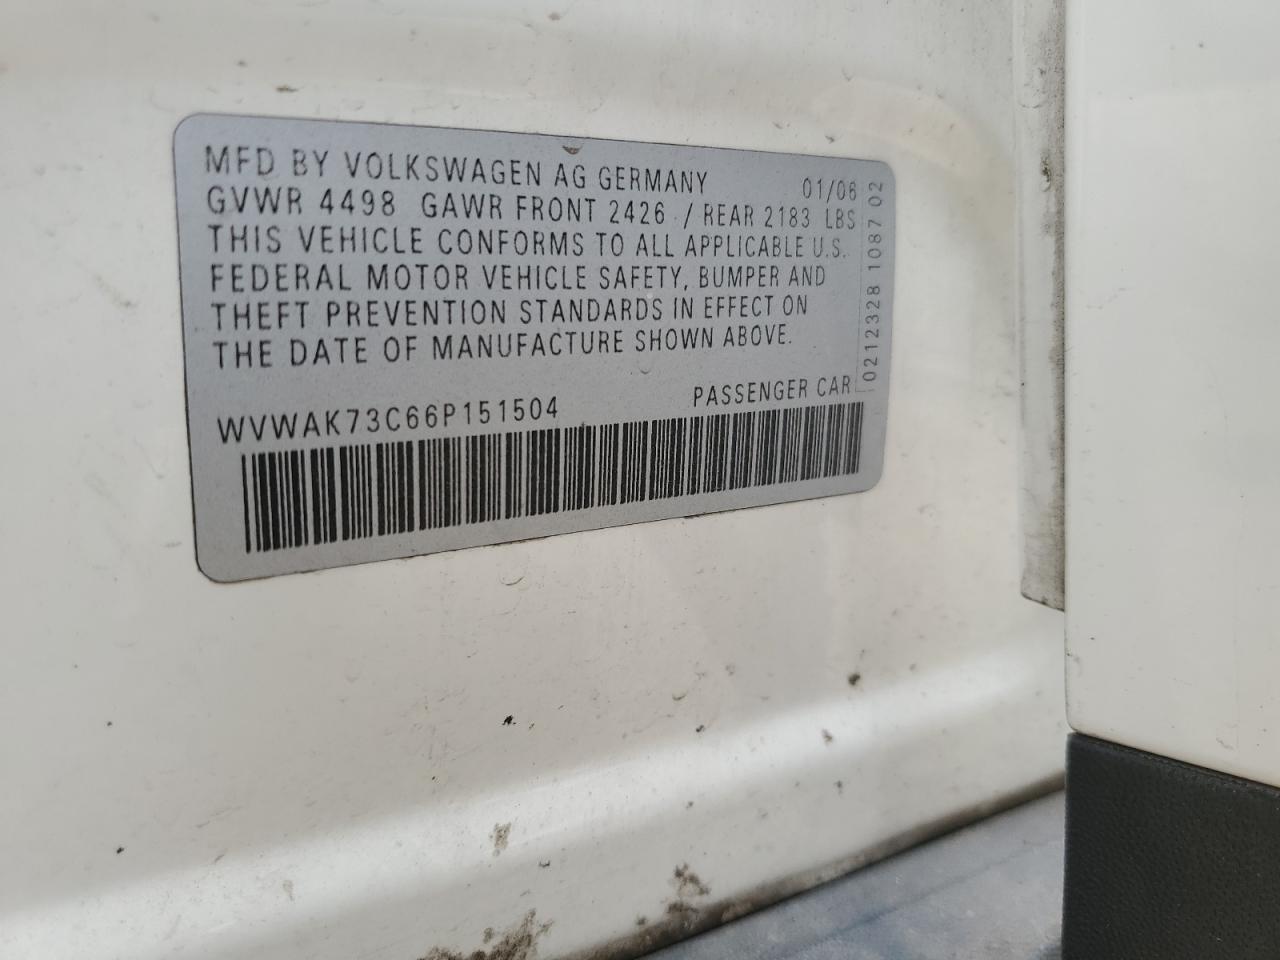 MFD BY VOLKSWAGEN AG GERMANY 01/06
GVWR 4498 GAWR FRONT 2426 / REAR 2183 LBS
THIS VEHICLE CONFORMS TO ALL APPLICABLE U.S.
FEDERAL MOTOR VEHICLE SAFETY, BUMPER AND
THEFT PREVENTION STANDARDS IN EFFECT ON
THE DATE OF MANUFACTURE SHOWN ABOVE.
WVWAK73C66P151504 PASSENGER CAR
0212328 1087 02